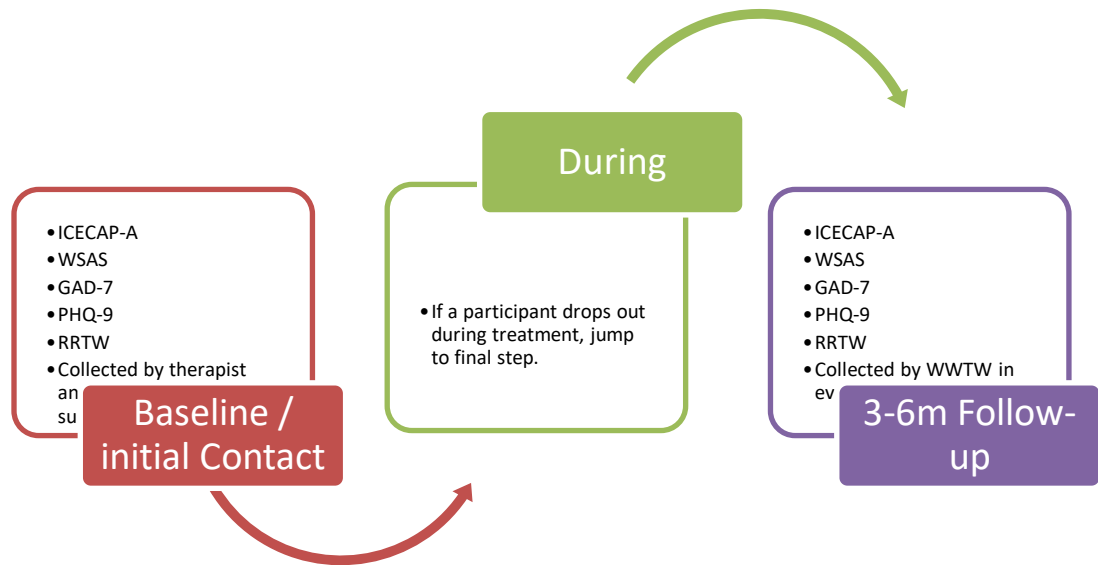 •ICECAP-A
•WSAS
•GAD-7
•PHQ-9
•RRTW
•Collected by therapist
Baseline /
initial Contact
During
•If a participant drops out
during treatment, jump
to final step.
•ICECAP-A
•WSAS
•GAD-7
•PHQ-9
•RRTW
•Collected by WWTW in
3-6m Follow-
up